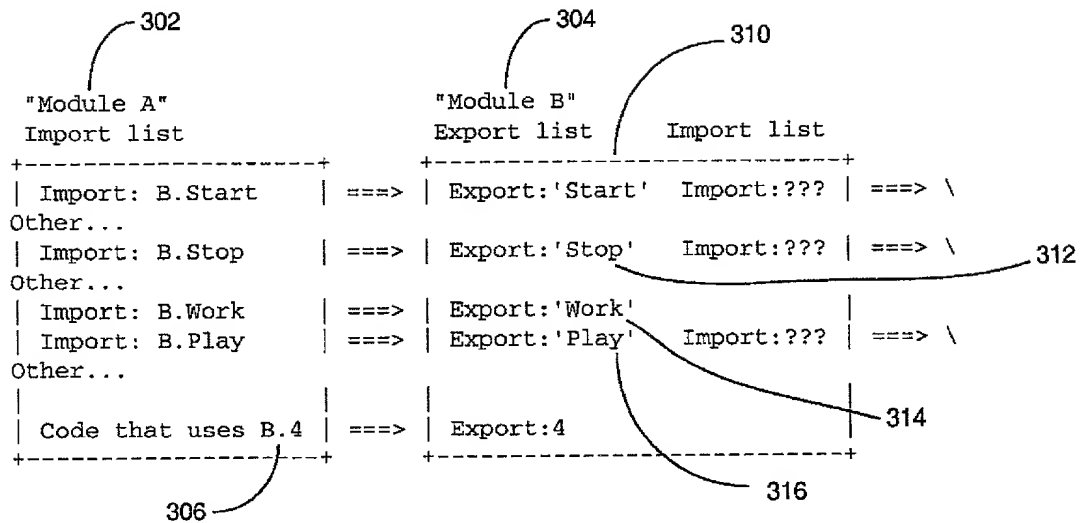 302 304 310
"Module A" "Module B"
Import list Export list Import list
+----------------------+ +-----------------------------+
| Import: B.Start | ===> | Export:'Start' Import:??? | ===> \
Other...
| Import: B.Stop | ===> | Export:'Stop' Import:??? | ===> \
312
Other...
| Import: B.Work | ===> | Export:'Work' |
| Import: B.Play | ===> | Export:'Play' Import:??? | ===> \
Other...
| | | |
314
| Code that uses B.4 | ===> | Export:4 |
+----------------------+ +-----------------------------+
306 316